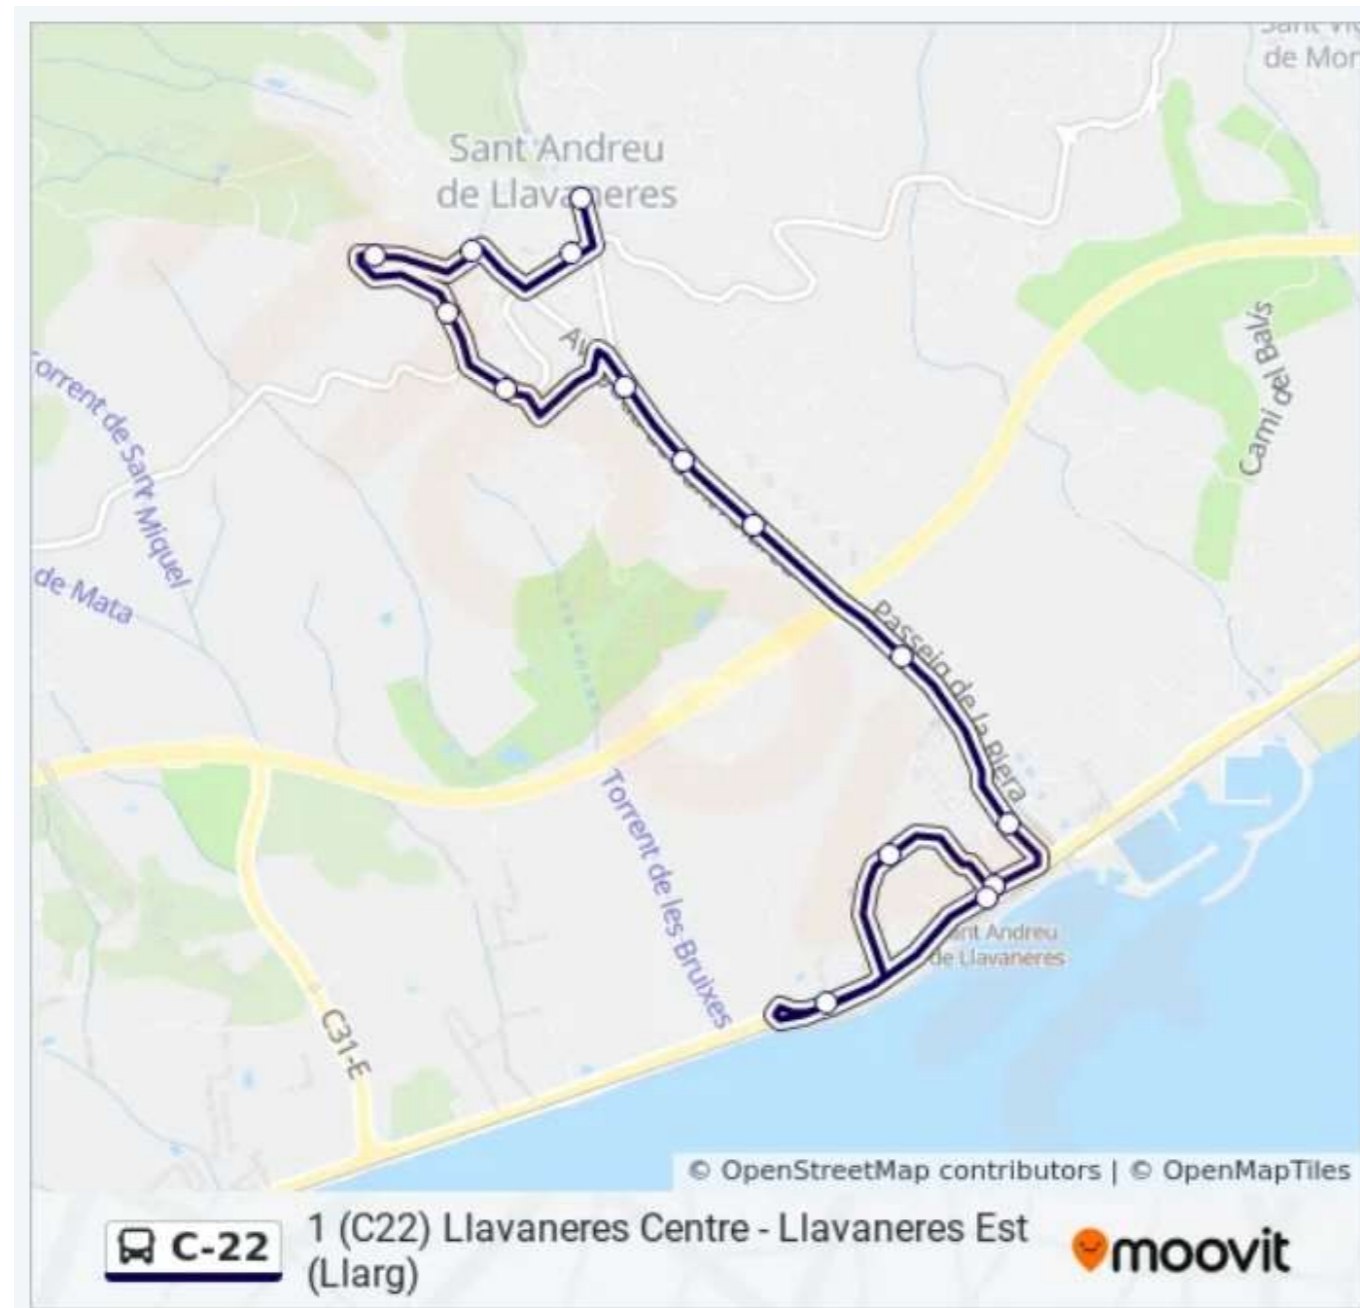 de Mon
Sant Andreu
de Llavaneres
Camí del Balís
Torrent de Sant Miquel
de Mata
Passeig de la Riera
Torrent de les Bruixes
Sant Andreu
de Llavaneres
C31-E
© OpenStreetMap contributors | © OpenMapTiles
C-22
1 (C22) Llavaneres Centre - Llavaneres Est
(Llarg)
moovit